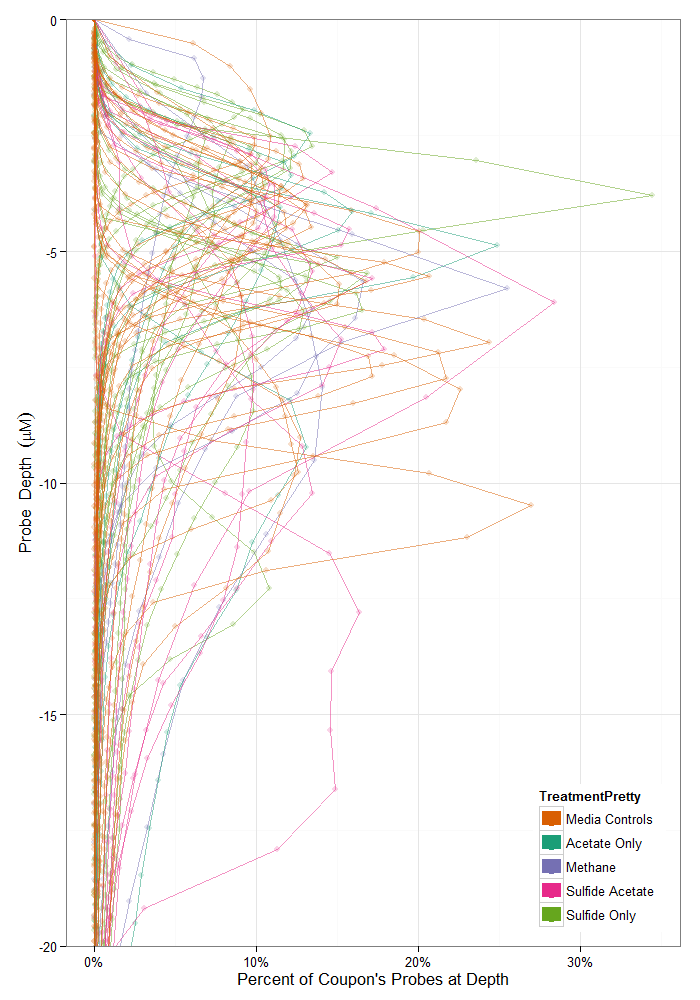 0
-5
-10
-15
-20
Probe Depth (μM)
0%
10%
20%
30%
Percent of Coupon's Probes at Depth
TreatmentPretty
Media Controls
Acetate Only
Methane
Sulfide Acetate
Sulfide Only